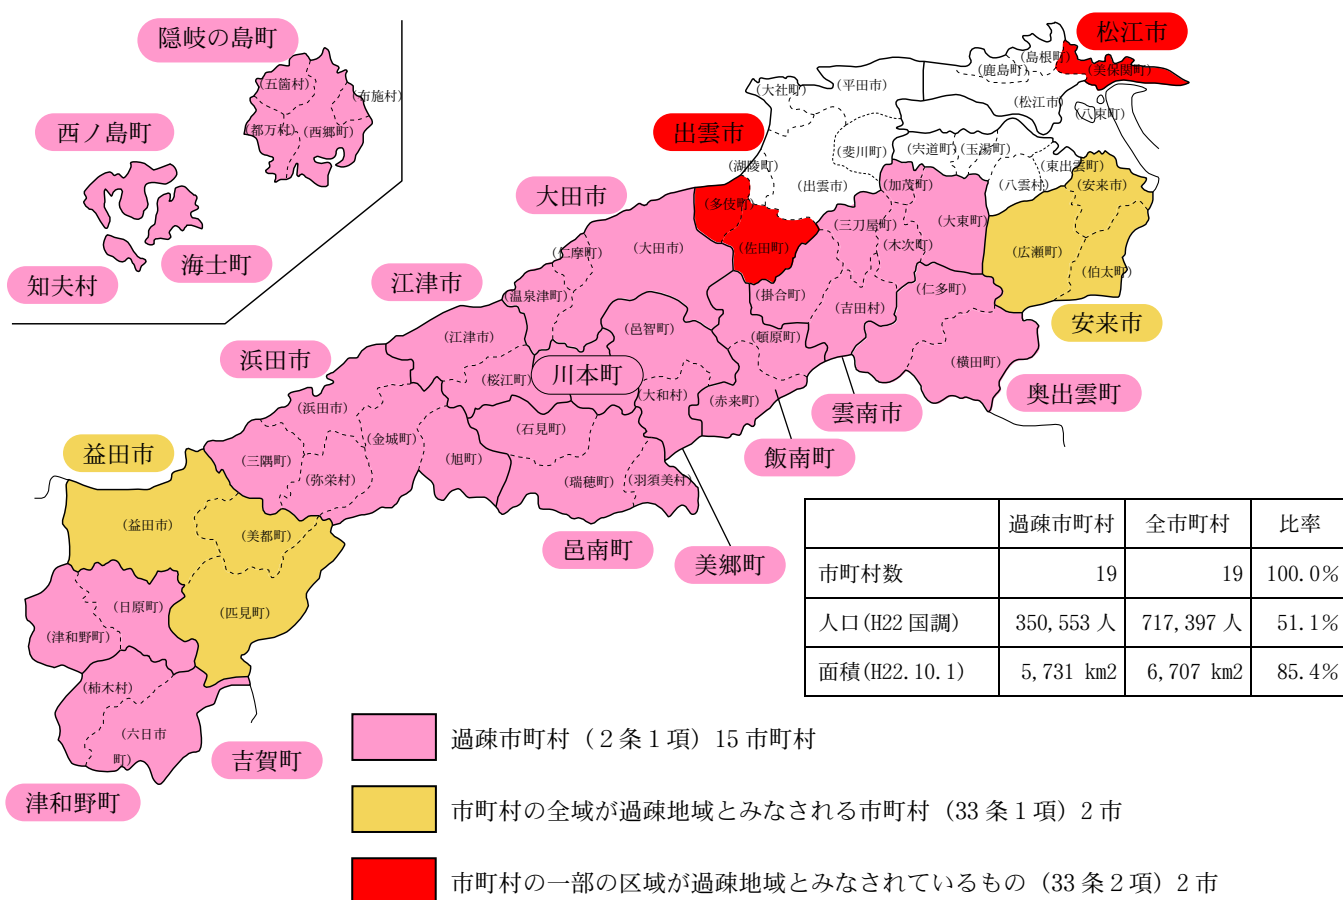 隠岐の島町
(五箇村)
(布施村)
(都万村)
(西郷町)
西ノ島町
海士町
知夫村
松江市
(島根町)
(鹿島町)
(美保関町)
(松江市)
(八束町)
(大社町)
(平田市)
出雲市
(斐川町)
(宍道町)
(玉湯町)
(湖陵町)
(東出雲町)
(出雲市)
(八雲村)
(安来市)
(加茂町)
大田市
(多伎町)
(大東町)
(三刀屋町)
(大田市)
(佐田町)
(木次町)
(仁摩町)
(広瀬町)
(伯太町)
江津市
(温泉津町)
(掛合町)
(吉田村)
(仁多町)
安来市
(邑智町)
(江津市)
(頓原町)
浜田市
(桜江町)
川本町
(横田町)
(大和村)
(赤来町)
奥出雲町
雲南市
(浜田市)
(石見町)
(金城町)
益田市
(三隅町)
(旭町)
飯南町
(弥栄村)
(瑞穂町)
(羽須美村)
(益田市)
(美都町)
邑南町
美郷町
(日原町)
(匹見町)
(津和野町)
(柿木村)
(六日市
町)
吉賀町
津和野町
過疎市町村 全市町村 比率
市町村数 19 19 100.0%
人口(H22国調) 350,553人 717,397人 51.1%
面積(H22.10.1) 5,731 km2 6,707 km2 85.4%
過疎市町村（２条１項）15市町村
市町村の全域が過疎地域とみなされる市町村（33条１項）２市
市町村の一部の区域が過疎地域とみなされているもの（33条２項）２市